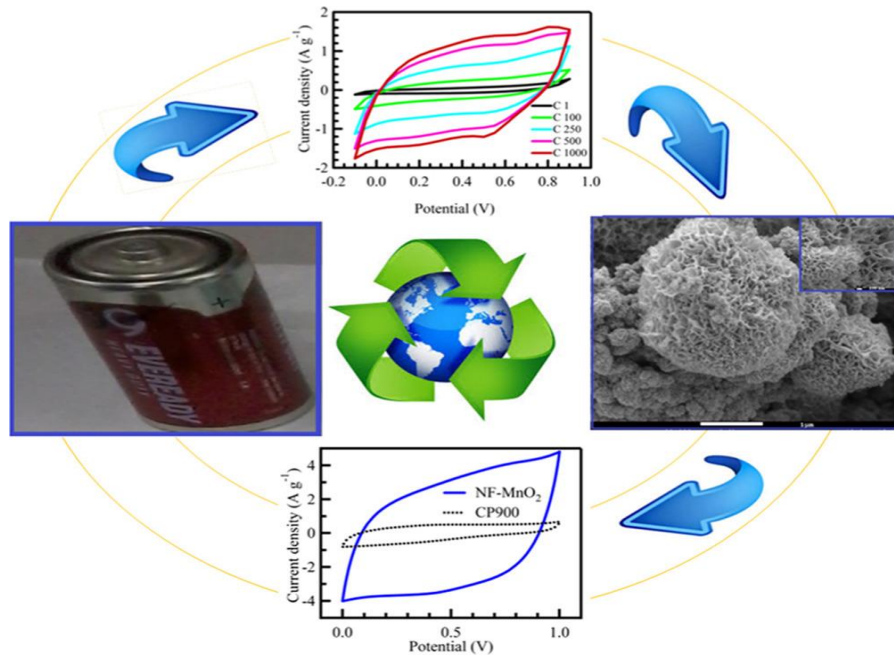 Current density (A g⁻¹)
2
1
0
-1
-2
C 1
C 100
C 250
C 500
C 1000
0.0 0.2 0.4 0.6 0.8 1.0
Potential (V)
+
EVEREADY
1 µm
Current density (A g⁻¹)
4
2
0
-2
-4
NF-MnO₂
CP900
0.0 0.5 1.0
Potential (V)